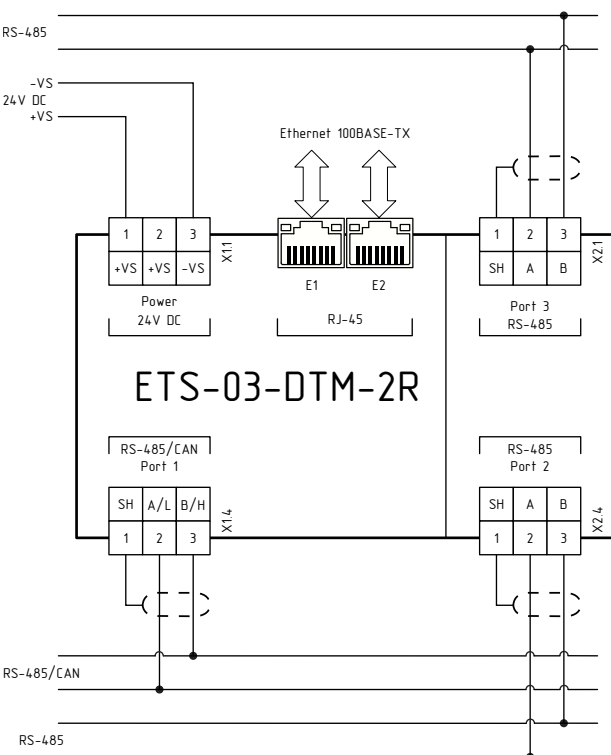 RS-485
-VS
24V DC
+VS
Ethernet 100BASE-TX
1 2 3
+VS +VS -VS
X1.1
E1 E2
1 2 3
SH A B
X2.1
Power
24V DC
RJ-45
Port 3
RS-485
ETS-03-DTM-2R
RS-485/CAN
Port 1
RS-485
Port 2
SH A/L B/H
1 2 3
X1.4
SH A B
1 2 3
X2.4
RS-485/CAN
RS-485